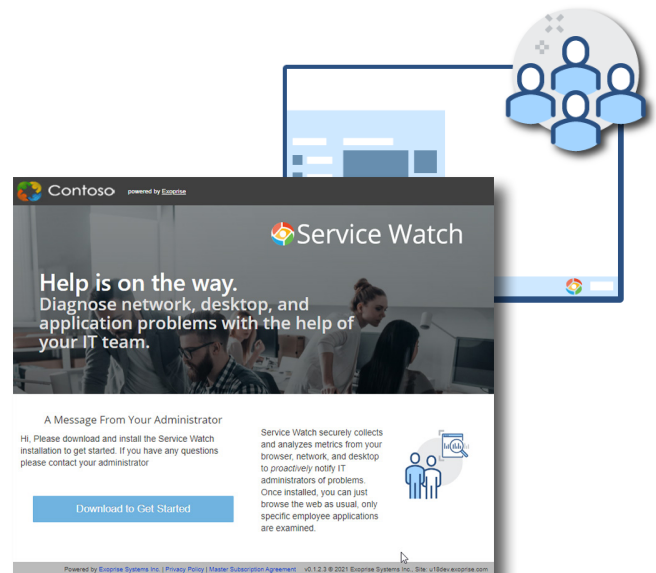 Contoso powered by Exoprise
Service Watch
Help is on the way.
Diagnose network, desktop, and
application problems with the help of
your IT team.
A Message From Your Administrator
Hi, Please download and install the Service Watch
installation to get started. If you have any questions
please contact your administrator
Download to Get Started
Service Watch securely collects
and analyzes metrics from your
browser, network, and desktop
to proactively notify IT
administrators of problems.
Once installed, you can just
browse the web as usual, only
specific employee applications
are examined.
Powered by Exoprise Systems Inc. | Privacy Policy | Master Subscription Agreement v0.1.2.3 © 2021 Exoprise Systems Inc., Site: u18dev.exoprise.com